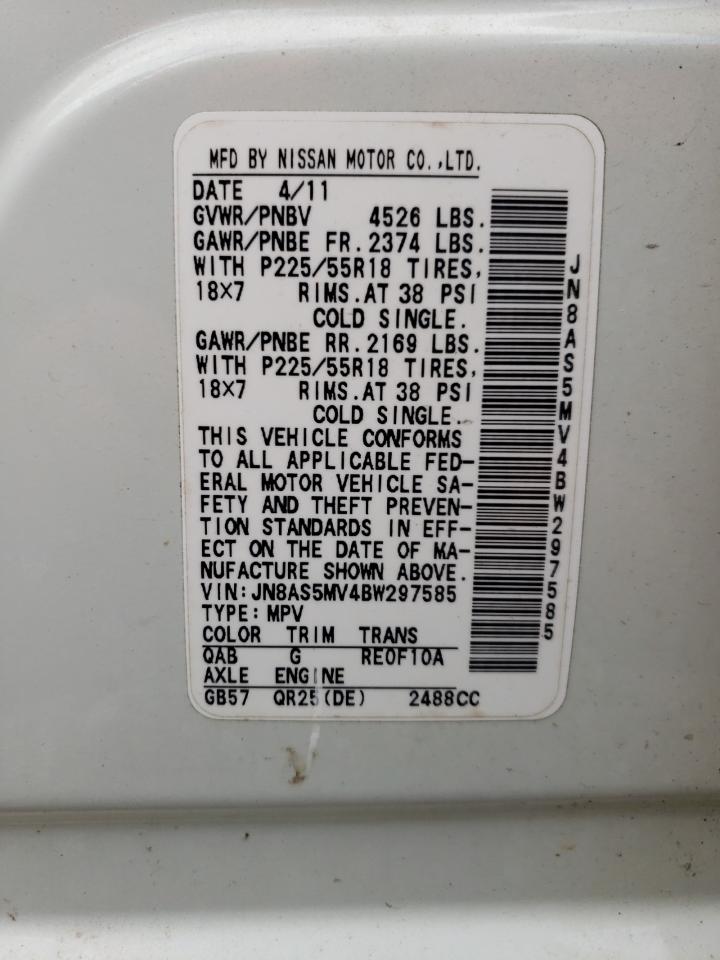 MFD BY NISSAN MOTOR CO.,LTD.
DATE 4/11
GVWR/PNBV 4526 LBS.
GAWR/PNBE FR.2374 LBS.
WITH P225/55R18 TIRES,
18X7 RIMS.AT 38 PSI
COLD SINGLE.
GAWR/PNBE RR.2169 LBS.
WITH P225/55R18 TIRES,
18X7 RIMS.AT 38 PSI
COLD SINGLE.
THIS VEHICLE CONFORMS
TO ALL APPLICABLE FED-
ERAL MOTOR VEHICLE SA-
FETY AND THEFT PREVEN-
TION STANDARDS IN EFF-
ECT ON THE DATE OF MA-
NUFACTURE SHOWN ABOVE.
VIN:JN8AS5MV4BW297585
TYPE:MPV
COLOR TRIM TRANS
QAB G RE0F10A
AXLE ENGINE
GB57 QR25(DE) 2488CC
JN8AS5MV4BW297585